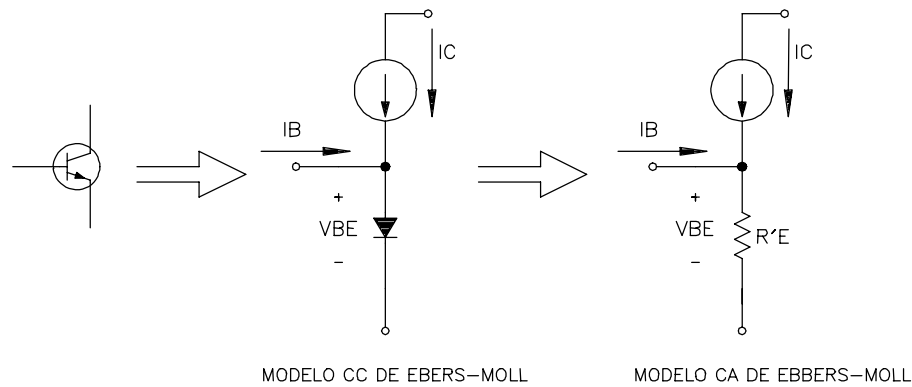 IC
IC
IB
IB
+
+
VBE
VBE
R'E
-
-
MODELO CC DE EBERS-MOLL
MODELO CA DE EBBERS-MOLL